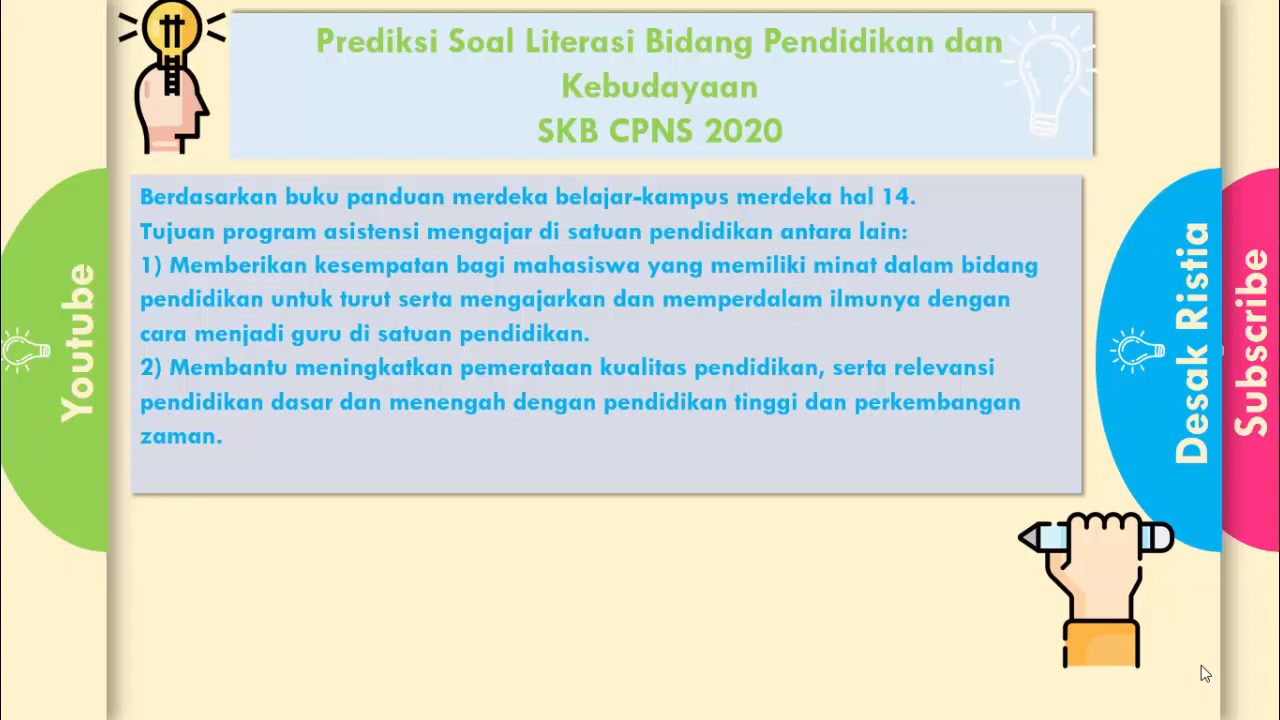 Prediksi Soal Literasi Bidang Pendidikan dan
Kebudayaan
SKB CPNS 2020
Berdasarkan buku panduan merdeka belajar-kampus merdeka hal 14.
Tujuan program asistensi mengajar di satuan pendidikan antara lain:
1) Memberikan kesempatan bagi mahasiswa yang memiliki minat dalam bidang
pendidikan untuk turut serta mengajarkan dan memperdalam ilmunya dengan
cara menjadi guru di satuan pendidikan.
2) Membantu meningkatkan pemerataan kualitas pendidikan, serta relevansi
pendidikan dasar dan menengah dengan pendidikan tinggi dan perkembangan
zaman.
Youtube
Desak Ristia
Subscribe